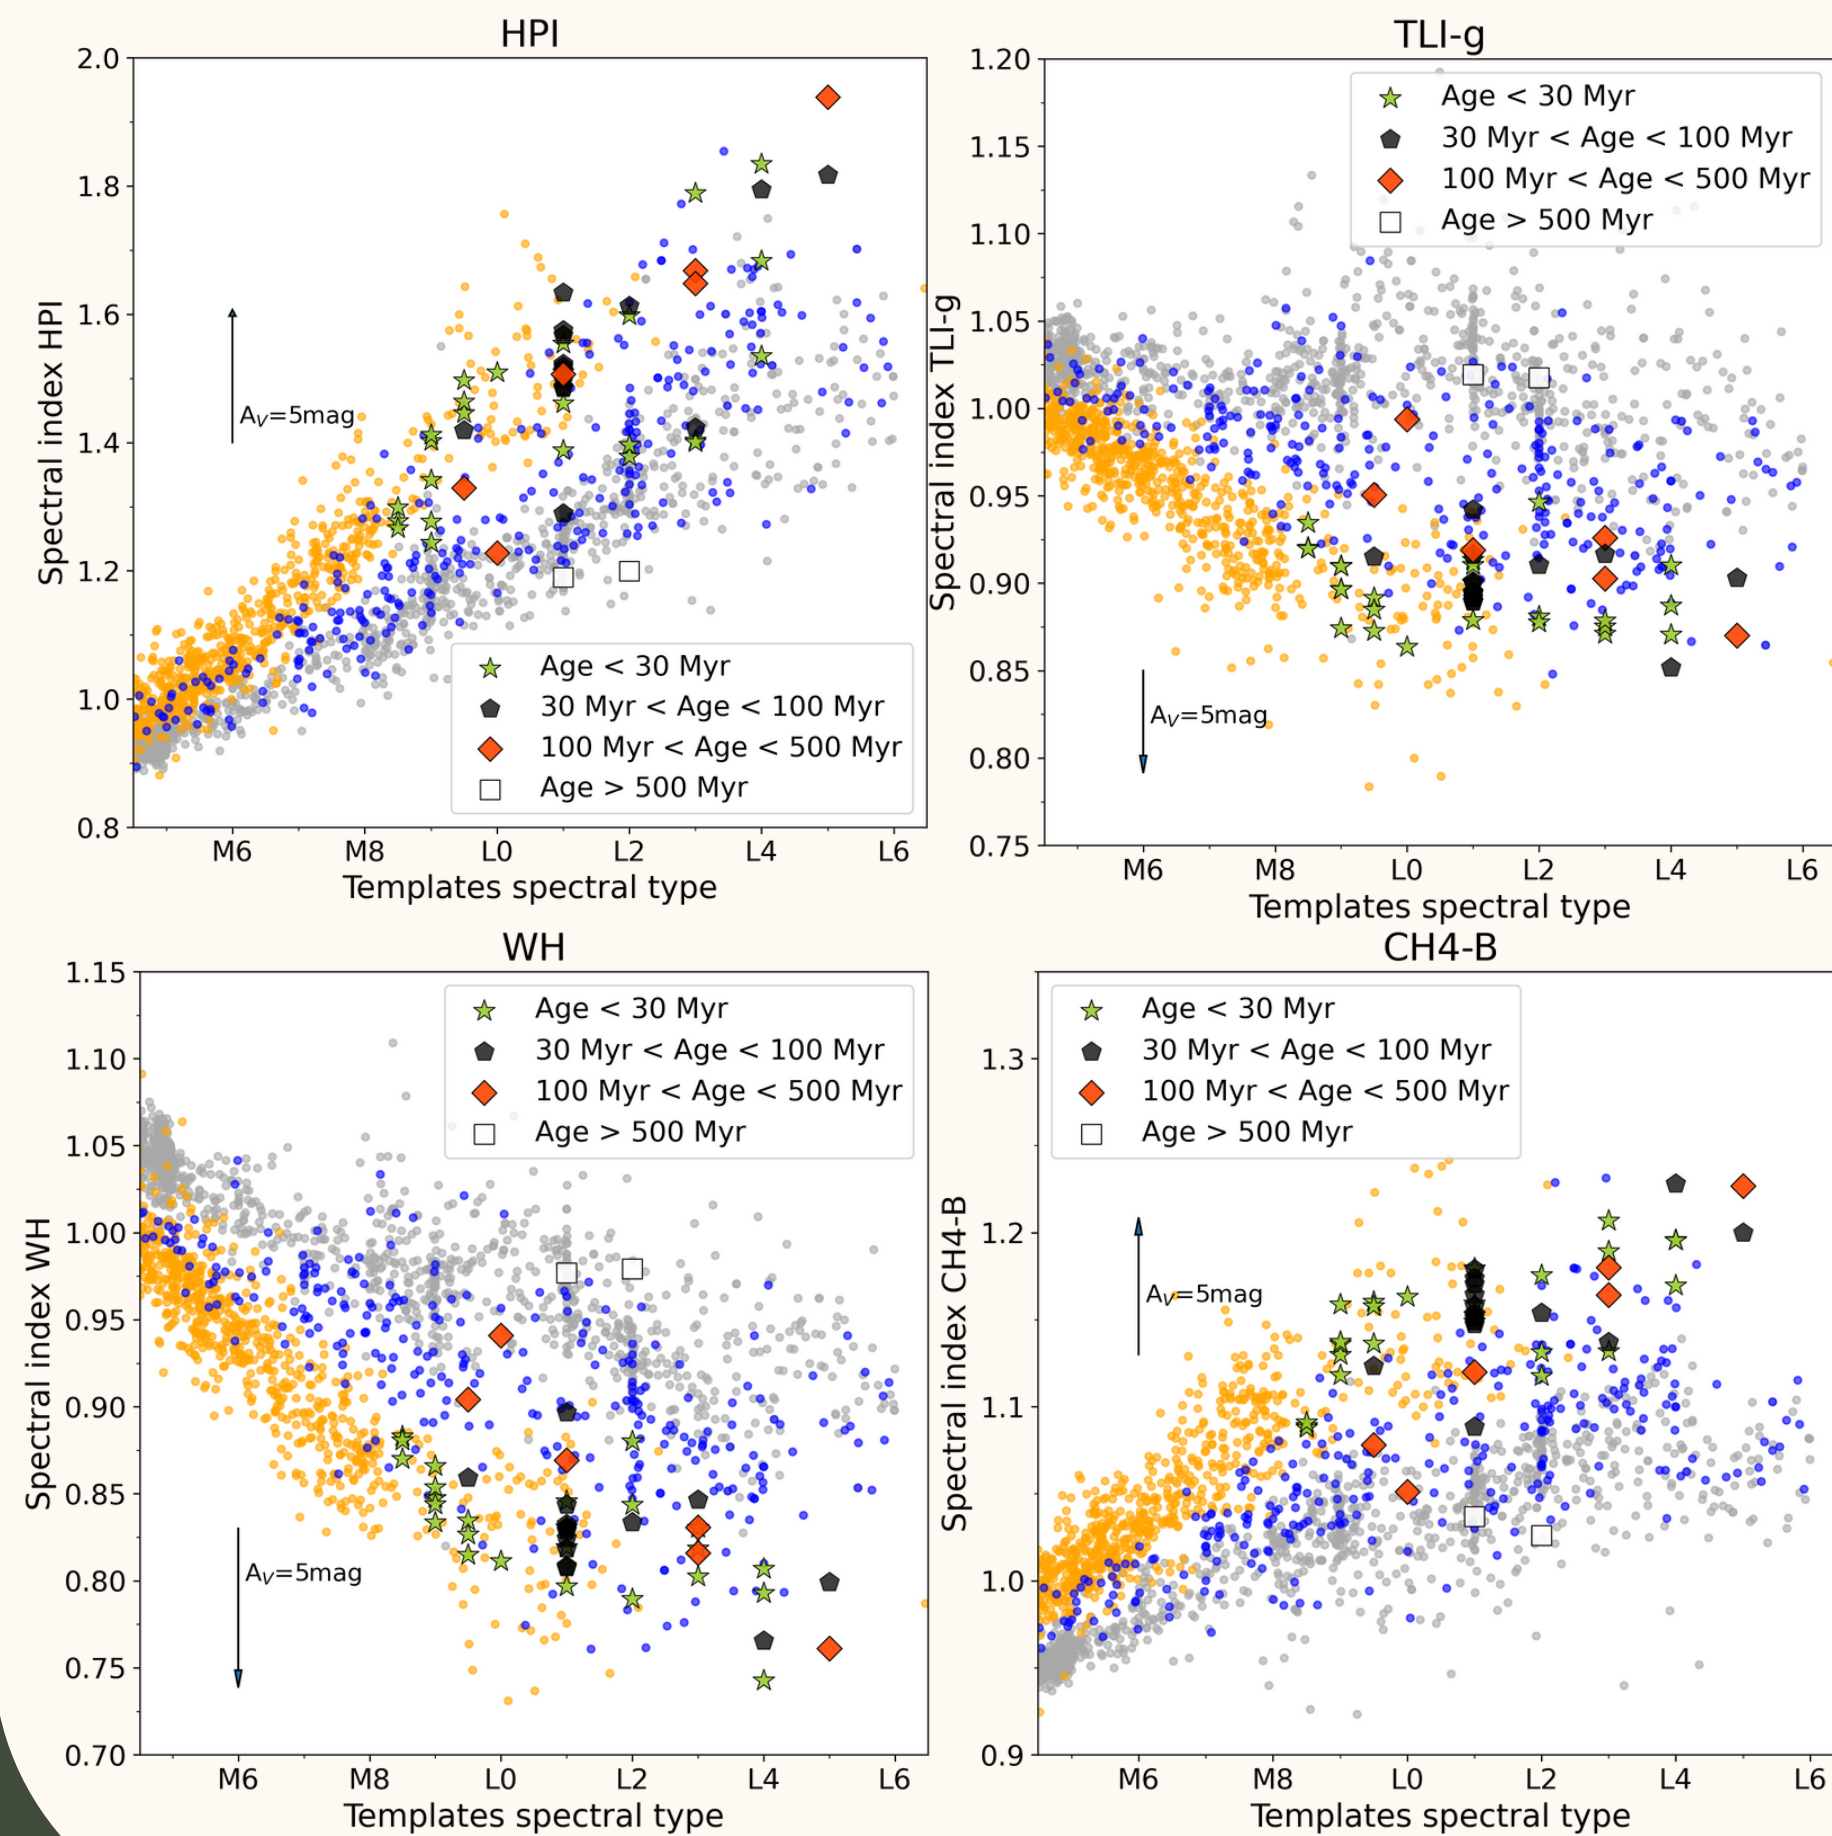 HPI
2.0
1.8
1.6
1.4
1.2
1.0
0.8
Spectral index HPI
A_V=5mag
Age < 30 Myr
30 Myr < Age < 100 Myr
100 Myr < Age < 500 Myr
Age > 500 Myr
M6 M8 L0 L2 L4 L6
Templates spectral type
TLI-g
1.20
1.15
1.10
1.05
1.00
0.95
0.90
0.85
0.80
0.75
Spectral index TLI-g
Age < 30 Myr
30 Myr < Age < 100 Myr
100 Myr < Age < 500 Myr
Age > 500 Myr
A_V=5mag
M6 M8 L0 L2 L4 L6
Templates spectral type
WH
1.15
1.10
1.05
1.00
0.95
0.90
0.85
0.80
0.75
0.70
Spectral index WH
Age < 30 Myr
30 Myr < Age < 100 Myr
100 Myr < Age < 500 Myr
Age > 500 Myr
A_V=5mag
M6 M8 L0 L2 L4 L6
Templates spectral type
CH4-B
1.3
1.2
1.1
1.0
0.9
Spectral index CH4-B
Age < 30 Myr
30 Myr < Age < 100 Myr
100 Myr < Age < 500 Myr
Age > 500 Myr
A_V=5mag
M6 M8 L0 L2 L4 L6
Templates spectral type